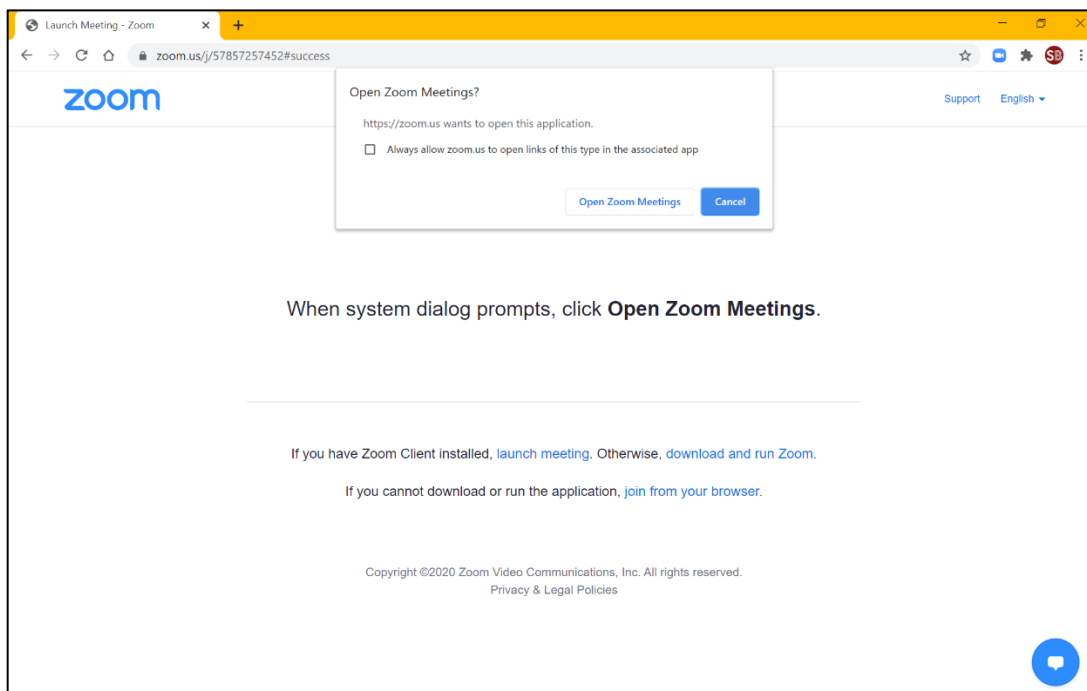 Launch Meeting - Zoom
zoom.us/j/57857257452#success
SB
zoom
Support English
Open Zoom Meetings?
https://zoom.us wants to open this application.
Always allow zoom.us to open links of this type in the associated app
Open Zoom Meetings Cancel
When system dialog prompts, click Open Zoom Meetings.
If you have Zoom Client installed, launch meeting. Otherwise, download and run Zoom.
If you cannot download or run the application, join from your browser.
Copyright ©2020 Zoom Video Communications, Inc. All rights reserved.
Privacy & Legal Policies